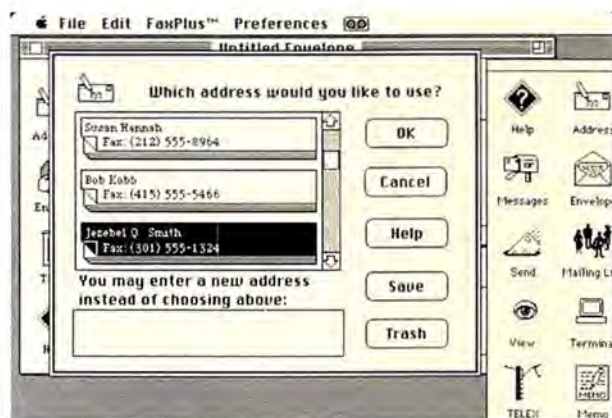 File Edit FaxPlus™ Preferences
Untitled Envelope
Which address would you like to use?
Susan Hannah
Fax: (212) 555-8964
Bob Kobb
Fax: (415) 555-5466
Jezebel Q Smith
Fax: (301) 555-1324
You may enter a new address
instead of choosing above:
OK
Cancel
Help
Save
Trash
Help
Address
Messages
Envelope
Send
Mailing L
View
Termina
TELEX
MEMO
Memo